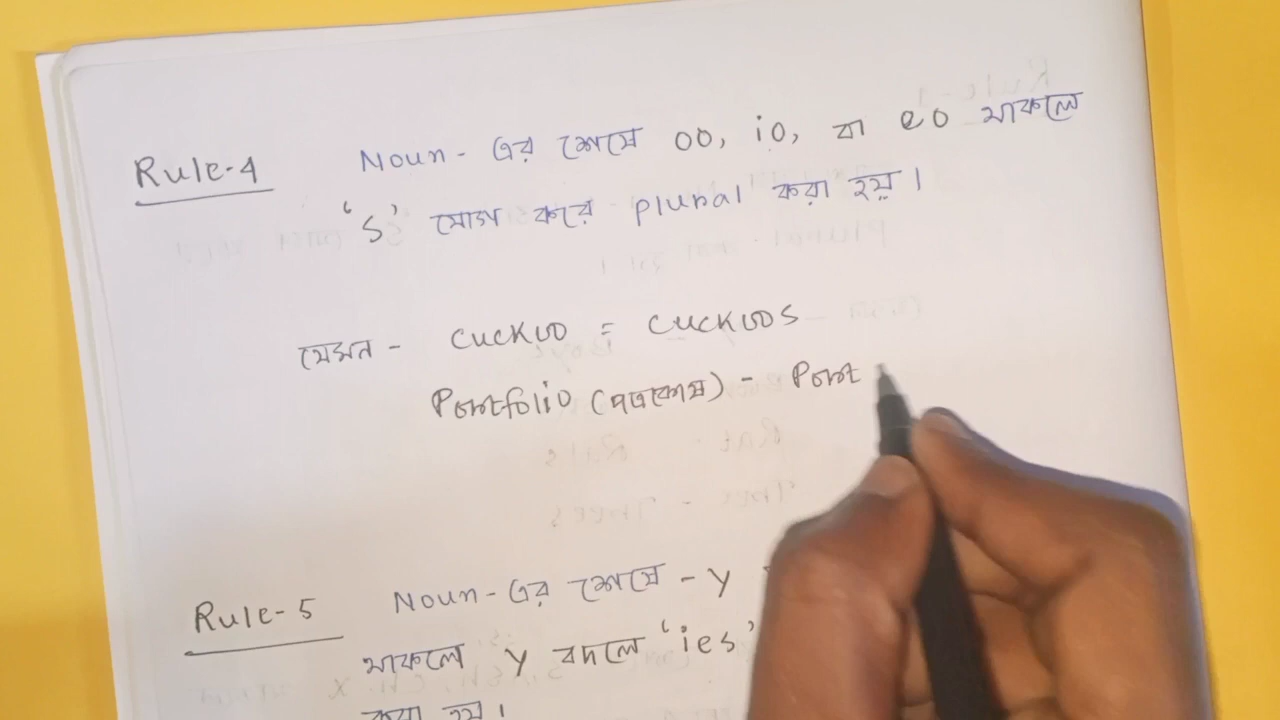 Rule-4 Noun-এর শেষে oo, io, বা eo থাকলে
'S' যোগ করে plural করা হয়।
যেমন - Cuckoo = Cuckoos
Portfolio (পত্রকোষ) - Port
Rule-5 Noun-এর শেষে - y
থাকলে y বদলে 'ies'
করা হয়।